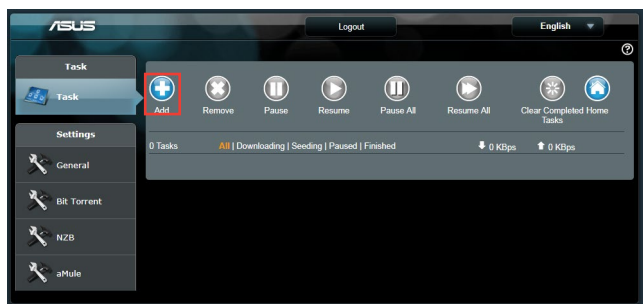 ASUS
Logout
English
?
Task
Task
Settings
General
Bit Torrent
NZB
aMule
Add
Remove
Pause
Resume
Pause All
Resume All
Clear Completed Tasks
Home
0 Tasks
All | Downloading | Seeding | Paused | Finished
0 KBps
0 KBps